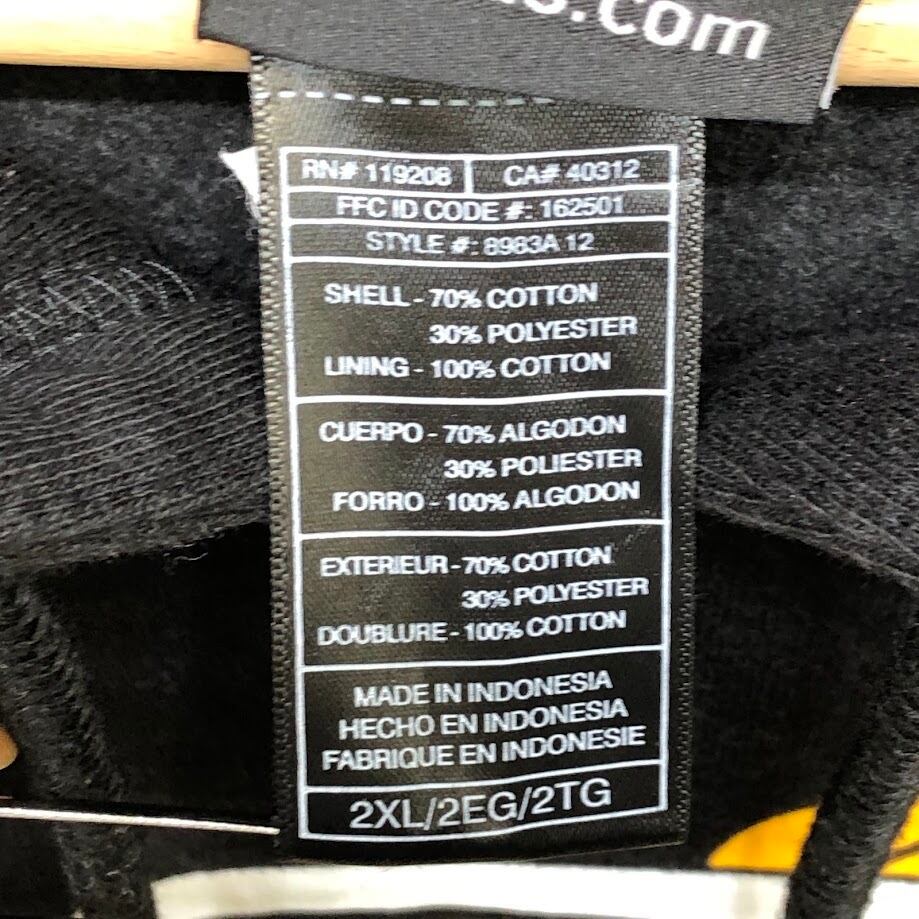 .com
RN# 119208 CA# 40312
FFC ID CODE #: 162501
STYLE #: 8983A 12
SHELL - 70% COTTON
30% POLYESTER
LINING - 100% COTTON
CUERPO - 70% ALGODON
30% POLIESTER
FORRO - 100% ALGODON
EXTERIEUR - 70% COTTON
30% POLYESTER
DOUBLURE - 100% COTTON
MADE IN INDONESIA
HECHO EN INDONESIA
FABRIQUE EN INDONESIE
2XL/2EG/2TG